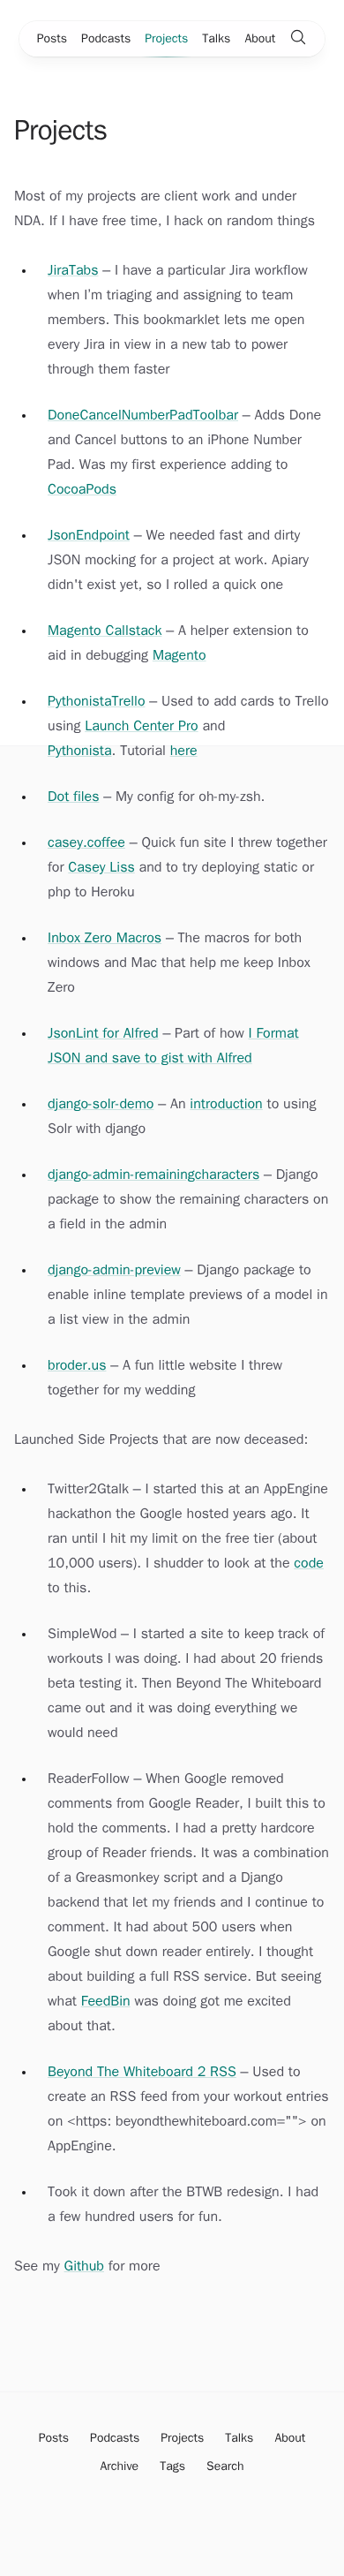 Posts Podcasts Projects Talks About
Projects
Most of my projects are client work and under
NDA. If I have free time, I hack on random things
JiraTabs – I have a particular Jira workflow
when I'm triaging and assigning to team
members. This bookmarklet lets me open
every Jira in view in a new tab to power
through them faster
DoneCancelNumberPadToolbar – Adds Done
and Cancel buttons to an iPhone Number
Pad. Was my first experience adding to
CocoaPods
JsonEndpoint – We needed fast and dirty
JSON mocking for a project at work. Apiary
didn't exist yet, so I rolled a quick one
Magento Callstack – A helper extension to
aid in debugging Magento
PythonistaTrello – Used to add cards to Trello
using Launch Center Pro and
Pythonista. Tutorial here
Dot files – My config for oh-my-zsh.
casey.coffee – Quick fun site I threw together
for Casey Liss and to try deploying static or
php to Heroku
Inbox Zero Macros – The macros for both
windows and Mac that help me keep Inbox
Zero
JsonLint for Alfred – Part of how I Format
JSON and save to gist with Alfred
django-solr-demo – An introduction to using
Solr with django
django-admin-remainingcharacters – Django
package to show the remaining characters on
a field in the admin
django-admin-preview – Django package to
enable inline template previews of a model in
a list view in the admin
broder.us – A fun little website I threw
together for my wedding
Launched Side Projects that are now deceased:
Twitter2Gtalk – I started this at an AppEngine
hackathon the Google hosted years ago. It
ran until I hit my limit on the free tier (about
10,000 users). I shudder to look at the code
to this.
SimpleWod – I started a site to keep track of
workouts I was doing. I had about 20 friends
beta testing it. Then Beyond The Whiteboard
came out and it was doing everything we
would need
ReaderFollow – When Google removed
comments from Google Reader, I built this to
hold the comments. I had a pretty hardcore
group of Reader friends. It was a combination
of a Greasmonkey script and a Django
backend that let my friends and I continue to
comment. It had about 500 users when
Google shut down reader entirely. I thought
about building a full RSS service. But seeing
what FeedBin was doing got me excited
about that.
Beyond The Whiteboard 2 RSS – Used to
create an RSS feed from your workout entries
on <https: beyondthewhiteboard.com=""> on
AppEngine.
Took it down after the BTWB redesign. I had
a few hundred users for fun.
See my Github for more
Posts Podcasts Projects Talks About
Archive Tags Search